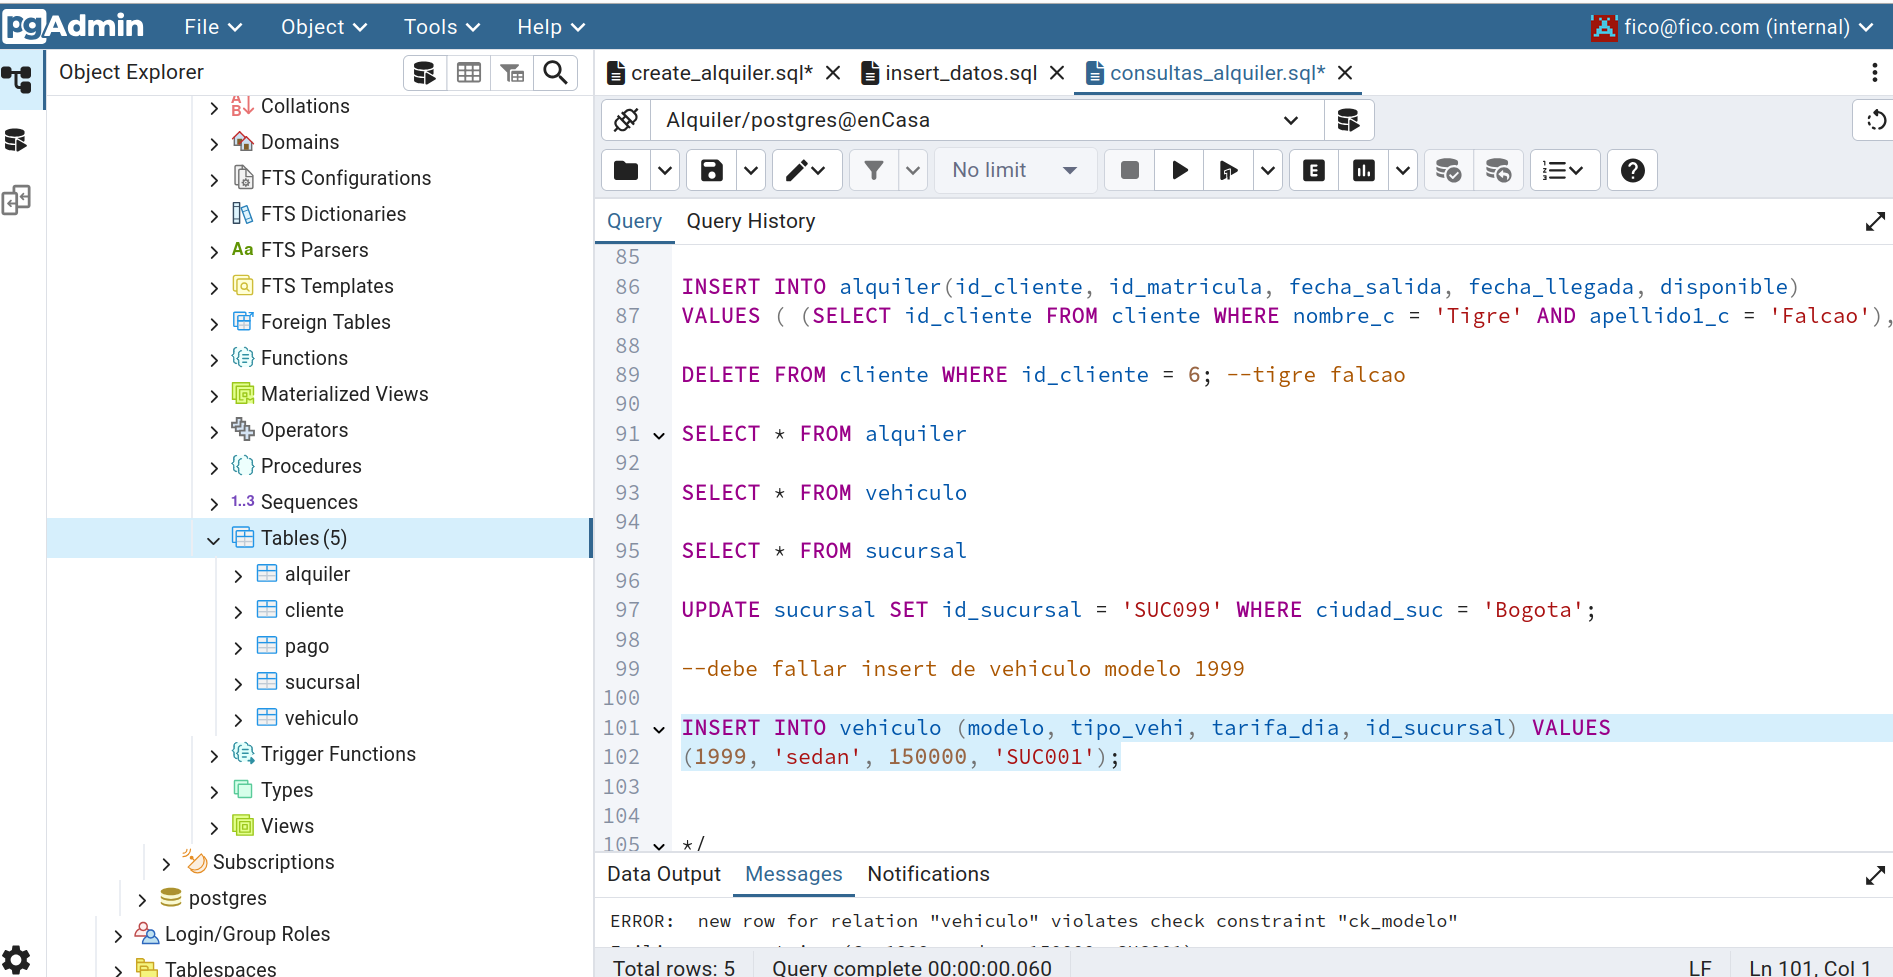 pgAdmin File Object Tools Help fico@fico.com (internal)
Object Explorer
Collations
Domains
FTS Configurations
FTS Dictionaries
Aa FTS Parsers
FTS Templates
Foreign Tables
Functions
Materialized Views
Operators
Procedures
1..3 Sequences
Tables (5)
alquiler
cliente
pago
sucursal
vehiculo
Trigger Functions
Types
Views
Subscriptions
postgres
Login/Group Roles
Tablespaces
create_alquiler.sql* insert_datos.sql consultas_alquiler.sql*
Alquiler/postgres@enCasa
No limit E
Query Query History
85
86 INSERT INTO alquiler(id_cliente, id_matricula, fecha_salida, fecha_llegada, disponible)
87 VALUES ( (SELECT id_cliente FROM cliente WHERE nombre_c = 'Tigre' AND apellido1_c = 'Falcao'),
88
89 DELETE FROM cliente WHERE id_cliente = 6; --tigre falcao
90
91 SELECT * FROM alquiler
92
93 SELECT * FROM vehiculo
94
95 SELECT * FROM sucursal
96
97 UPDATE sucursal SET id_sucursal = 'SUC099' WHERE ciudad_suc = 'Bogota';
98
99 --debe fallar insert de vehiculo modelo 1999
100
101 INSERT INTO vehiculo (modelo, tipo_vehi, tarifa_dia, id_sucursal) VALUES
102 (1999, 'sedan', 150000, 'SUC001');
103
104
105 */
Data Output Messages Notifications
ERROR: new row for relation "vehiculo" violates check constraint "ck_modelo"
Total rows: 5 Query complete 00:00:00.060 LF Ln 101, Col 1